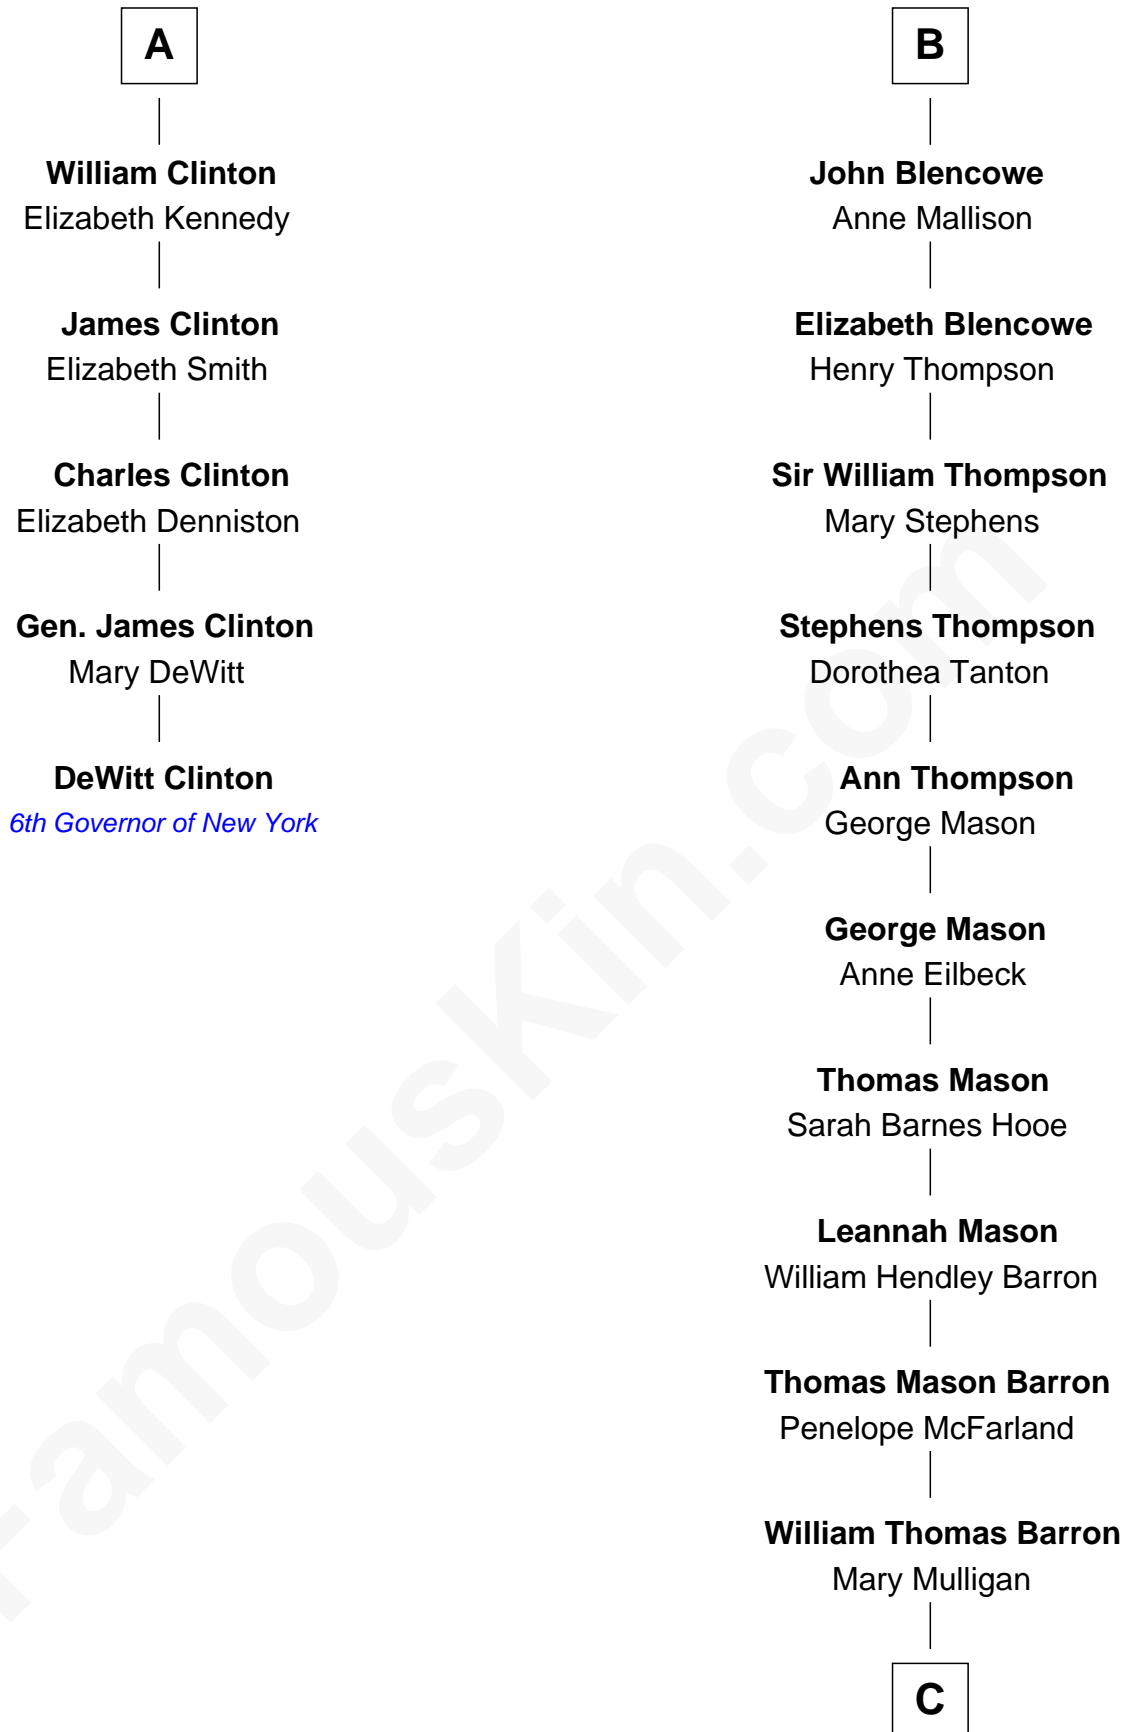 A
William Clinton
Elizabeth Kennedy
James Clinton
Elizabeth Smith
Charles Clinton
Elizabeth Denniston
Gen. James Clinton
Mary DeWitt
DeWitt Clinton
6th Governor of New York
B
John Blencowe
Anne Mallison
Elizabeth Blencowe
Henry Thompson
Sir William Thompson
Mary Stephens
Stephens Thompson
Dorothea Tanton
Ann Thompson
George Mason
George Mason
Anne Eilbeck
Thomas Mason
Sarah Barnes Hooe
Leannah Mason
William Hendley Barron
Thomas Mason Barron
Penelope McFarland
William Thomas Barron
Mary Mulligan
C
FamousKin.com